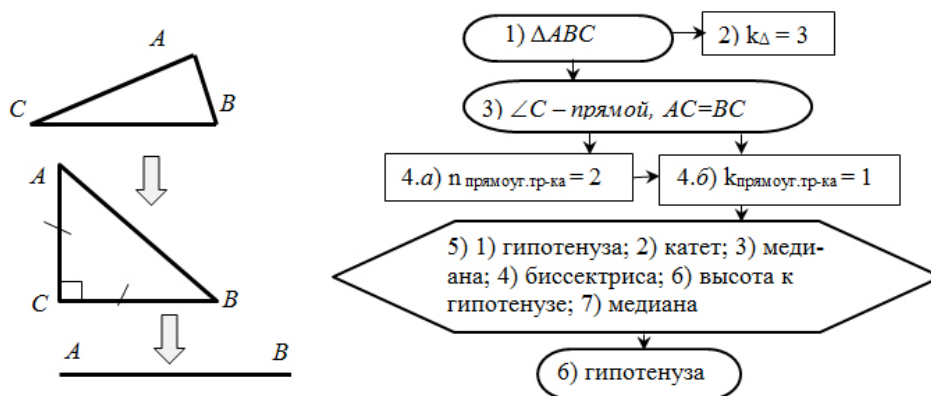 A
C
B
A
C
B
A B
1) ΔABC
2) kΔ = 3
3) ∠C – прямой, AC=BC
4.а) n прямоуг.тр-ка = 2
4.б) kпрямоуг.тр-ка = 1
5) 1) гипотенуза; 2) катет; 3) меди-
ана; 4) биссектриса; 6) высота к
гипотенузе; 7) медиана
6) гипотенуза